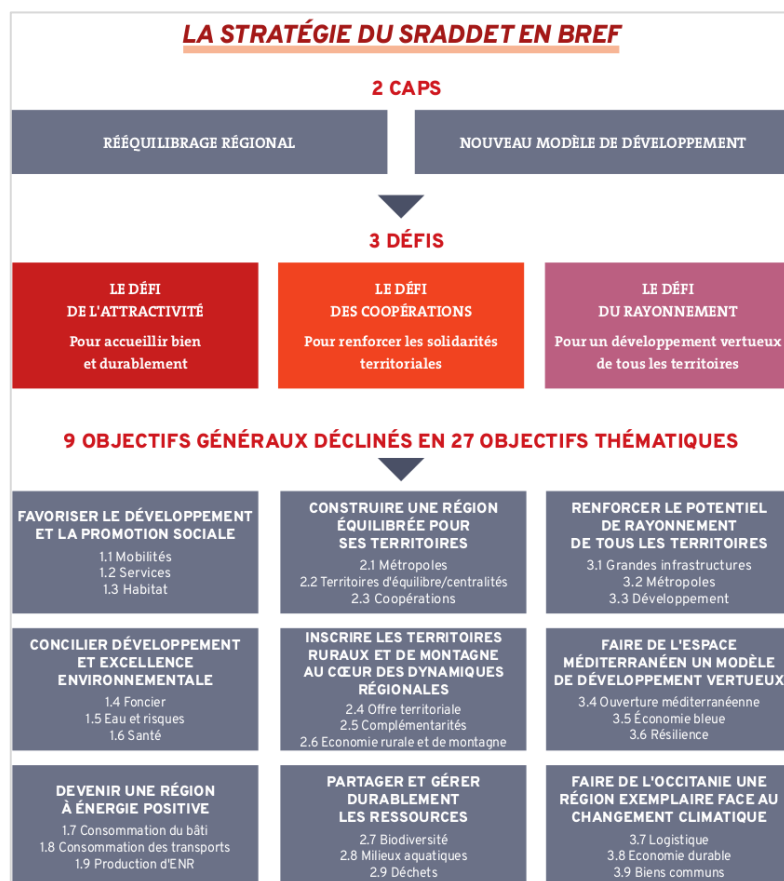 LA STRATÉGIE DU SRADDET EN BREF
2 CAPS
RÉÉQUILIBRAGE RÉGIONAL
NOUVEAU MODÈLE DE DÉVELOPPEMENT
3 DÉFIS
LE DÉFI
DE L'ATTRACTIVITÉ
Pour accueillir bien
et durablement
LE DÉFI
DES COOPÉRATIONS
Pour renforcer les solidarités
territoriales
LE DÉFI
DU RAYONNEMENT
Pour un développement vertueux
de tous les territoires
9 OBJECTIFS GÉNÉRAUX DÉCLINÉS EN 27 OBJECTIFS THÉMATIQUES
FAVORISER LE DÉVELOPPEMENT
ET LA PROMOTION SOCIALE
1.1 Mobilités
1.2 Services
1.3 Habitat
CONSTRUIRE UNE RÉGION
ÉQUILIBRÉE POUR
SES TERRITOIRES
2.1 Métropoles
2.2 Territoires d'équilibre/centralités
2.3 Coopérations
RENFORCER LE POTENTIEL
DE RAYONNEMENT
DE TOUS LES TERRITOIRES
3.1 Grandes infrastructures
3.2 Métropoles
3.3 Développement
CONCILIER DÉVELOPPEMENT
ET EXCELLENCE
ENVIRONNEMENTALE
1.4 Foncier
1.5 Eau et risques
1.6 Santé
INSCRIRE LES TERRITOIRES
RURAUX ET DE MONTAGNE
AU CŒUR DES DYNAMIQUES
RÉGIONALES
2.4 Offre territoriale
2.5 Complémentarités
2.6 Economie rurale et de montagne
FAIRE DE L'ESPACE
MÉDITERRANÉEN UN MODÈLE
DE DÉVELOPPEMENT VERTUEUX
3.4 Ouverture méditerranéenne
3.5 Économie bleue
3.6 Résilience
DEVENIR UNE RÉGION
À ÉNERGIE POSITIVE
1.7 Consommation du bâti
1.8 Consommation des transports
1.9 Production d'ENR
PARTAGER ET GÉRER
DURABLEMENT
LES RESSOURCES
2.7 Biodiversité
2.8 Milieux aquatiques
2.9 Déchets
FAIRE DE L'OCCITANIE UNE
RÉGION EXEMPLAIRE FACE AU
CHANGEMENT CLIMATIQUE
3.7 Logistique
3.8 Economie durable
3.9 Biens communs